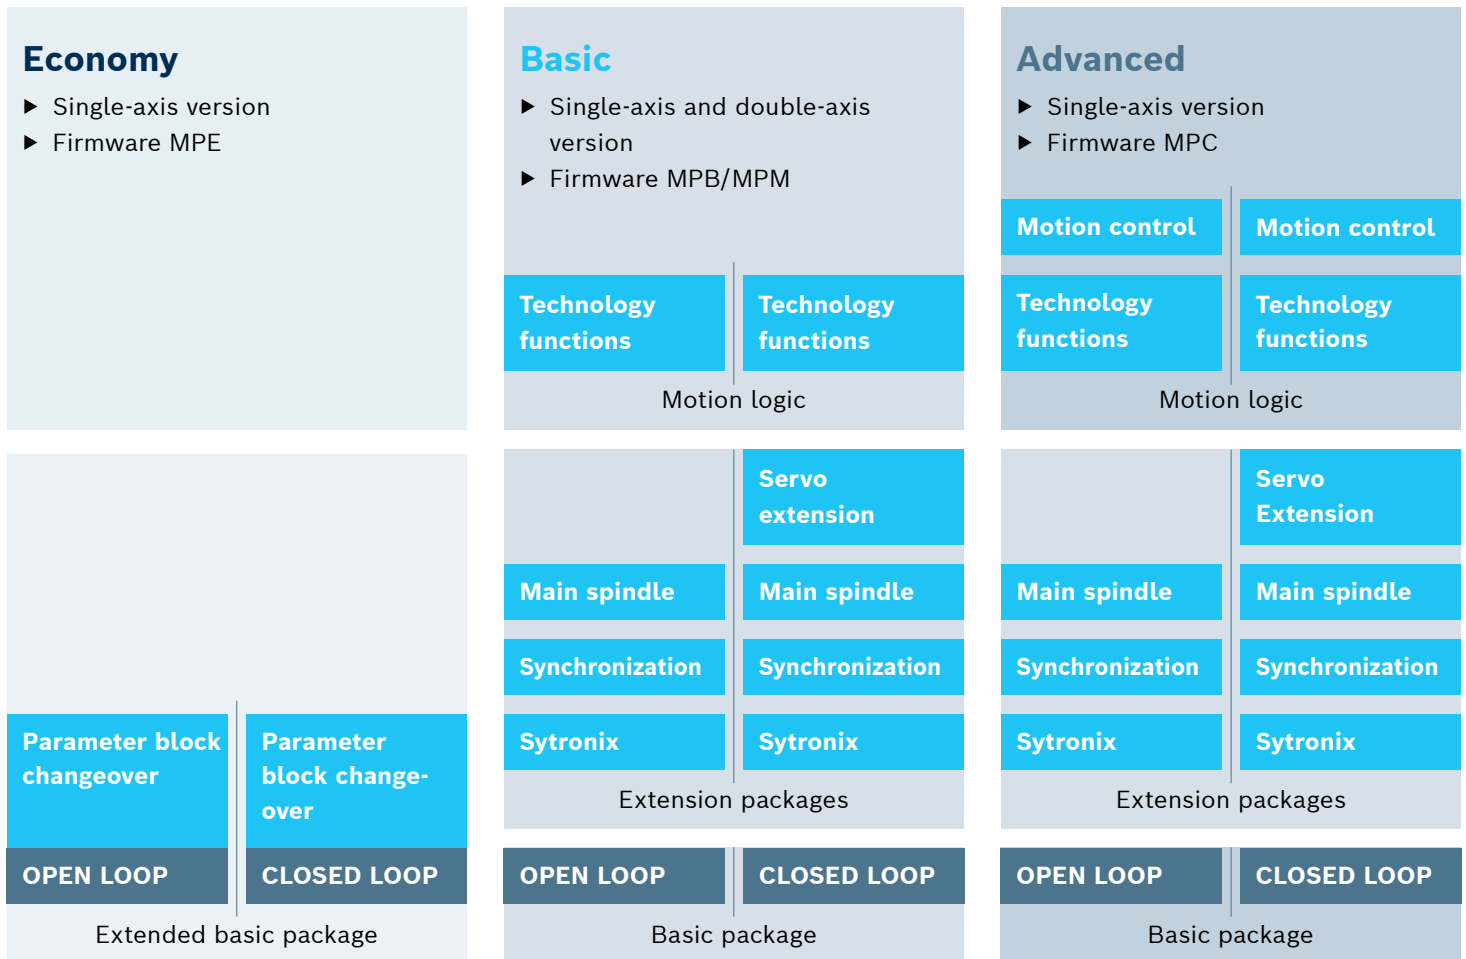 Economy
▶ Single-axis version
▶ Firmware MPE
Parameter block
changeover
Parameter
block change-
over
OPEN LOOP
CLOSED LOOP
Extended basic package
Basic
▶ Single-axis and double-axis
version
▶ Firmware MPB/MPM
Technology
functions
Technology
functions
Motion logic
Servo
extension
Main spindle
Main spindle
Synchronization
Synchronization
Sytronix
Sytronix
Extension packages
OPEN LOOP
CLOSED LOOP
Basic package
Advanced
▶ Single-axis version
▶ Firmware MPC
Motion control
Motion control
Technology
functions
Technology
functions
Motion logic
Servo
Extension
Main spindle
Main spindle
Synchronization
Synchronization
Sytronix
Sytronix
Extension packages
OPEN LOOP
CLOSED LOOP
Basic package